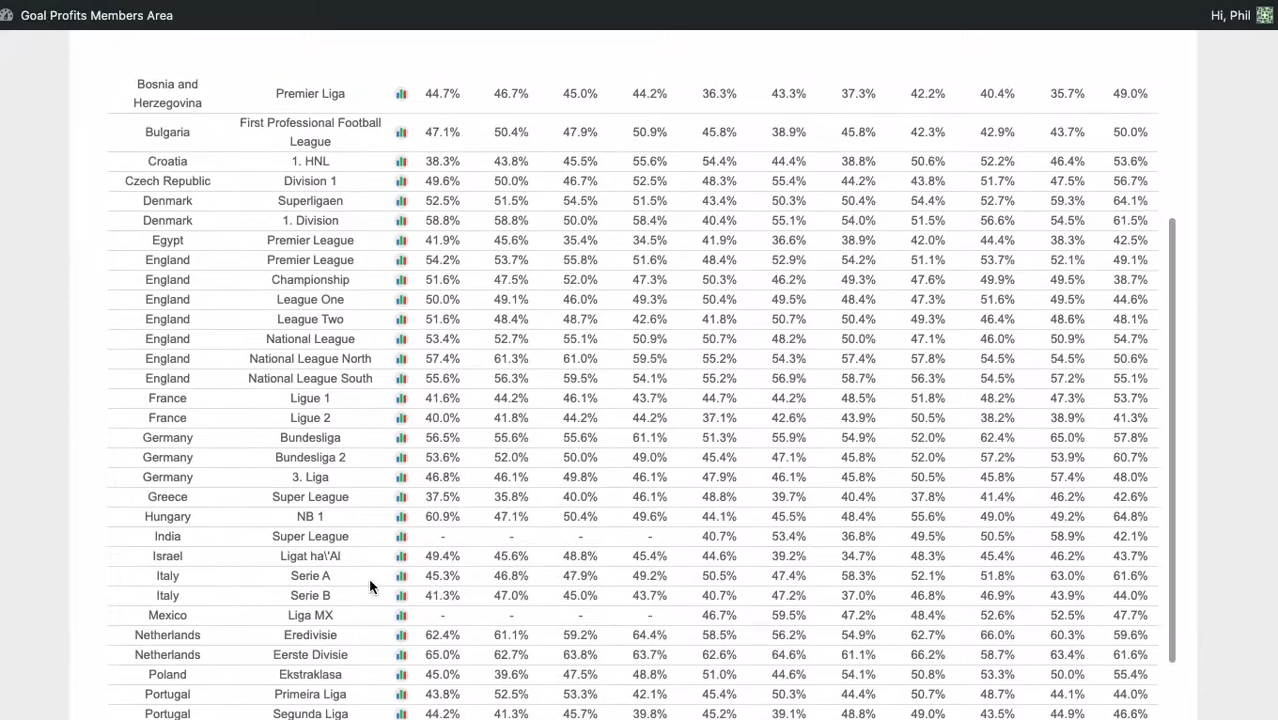 Goal Profits Members Area Hi, Phil
Bosnia and
Herzegovina Premier Liga 44.7% 46.7% 45.0% 44.2% 36.3% 43.3% 37.3% 42.2% 40.4% 35.7% 49.0%
Bulgaria First Professional Football
League 47.1% 50.4% 47.9% 50.9% 45.8% 38.9% 45.8% 42.3% 42.9% 43.7% 50.0%
Croatia 1. HNL 38.3% 43.8% 45.5% 55.6% 54.4% 44.4% 38.8% 50.6% 52.2% 46.4% 53.6%
Czech Republic Division 1 49.6% 50.0% 46.7% 52.5% 48.3% 55.4% 44.2% 43.8% 51.7% 47.5% 56.7%
Denmark Superligaen 52.5% 51.5% 54.5% 51.5% 43.4% 50.3% 50.4% 54.4% 52.7% 59.3% 64.1%
Denmark 1. Division 58.8% 58.8% 50.0% 58.4% 40.4% 55.1% 54.0% 51.5% 56.6% 54.5% 61.5%
Egypt Premier League 41.9% 45.6% 35.4% 34.5% 41.9% 36.6% 38.9% 42.0% 44.4% 38.3% 42.5%
England Premier League 54.2% 53.7% 55.8% 51.6% 48.4% 52.9% 54.2% 51.1% 53.7% 52.1% 49.1%
England Championship 51.6% 47.5% 52.0% 47.3% 50.3% 46.2% 49.3% 47.6% 49.9% 49.5% 38.7%
England League One 50.0% 49.1% 46.0% 49.3% 50.4% 49.5% 48.4% 47.3% 51.6% 49.5% 44.6%
England League Two 51.6% 48.4% 48.7% 42.6% 41.8% 50.7% 50.4% 49.3% 46.4% 48.6% 48.1%
England National League 53.4% 52.7% 55.1% 50.9% 50.7% 48.2% 50.0% 47.1% 46.0% 50.9% 54.7%
England National League North 57.4% 61.3% 61.0% 59.5% 55.2% 54.3% 57.4% 57.8% 54.5% 54.5% 50.6%
England National League South 55.6% 56.3% 59.5% 54.1% 55.2% 56.9% 58.7% 56.3% 54.5% 57.2% 55.1%
France Ligue 1 41.6% 44.2% 46.1% 43.7% 44.7% 44.2% 48.5% 51.8% 48.2% 47.3% 53.7%
France Ligue 2 40.0% 41.8% 44.2% 44.2% 37.1% 42.6% 43.9% 50.5% 38.2% 38.9% 41.3%
Germany Bundesliga 56.5% 55.6% 55.6% 61.1% 51.3% 55.9% 54.9% 52.0% 62.4% 65.0% 57.8%
Germany Bundesliga 2 53.6% 52.0% 50.0% 49.0% 45.4% 47.1% 45.8% 52.0% 57.2% 53.9% 60.7%
Germany 3. Liga 46.8% 46.1% 49.8% 46.1% 47.9% 46.1% 45.8% 50.5% 45.8% 57.4% 48.0%
Greece Super League 37.5% 35.8% 40.0% 46.1% 48.8% 39.7% 40.4% 37.8% 41.4% 46.2% 42.6%
Hungary NB 1 60.9% 47.1% 50.4% 49.6% 44.1% 45.5% 48.4% 55.6% 49.0% 49.2% 64.8%
India Super League - - - - 40.7% 53.4% 36.8% 49.5% 50.5% 58.9% 42.1%
Israel Ligat ha\'Al 49.4% 45.6% 48.8% 45.4% 44.6% 39.2% 34.7% 48.3% 45.4% 46.2% 43.7%
Italy Serie A 45.3% 46.8% 47.9% 49.2% 50.5% 47.4% 58.3% 52.1% 51.8% 63.0% 61.6%
Italy Serie B 41.3% 47.0% 45.0% 43.7% 40.7% 47.2% 37.0% 46.8% 46.9% 43.9% 44.0%
Mexico Liga MX - - - - 46.7% 59.5% 47.2% 48.4% 52.6% 52.5% 47.7%
Netherlands Eredivisie 62.4% 61.1% 59.2% 64.4% 58.5% 56.2% 54.9% 62.7% 66.0% 60.3% 59.6%
Netherlands Eerste Divisie 65.0% 62.7% 63.8% 63.7% 62.6% 64.6% 61.1% 66.2% 58.7% 63.4% 61.6%
Poland Ekstraklasa 45.0% 39.6% 47.5% 48.8% 51.0% 44.6% 54.1% 50.8% 53.3% 50.0% 55.4%
Portugal Primeira Liga 43.8% 52.5% 53.3% 42.1% 45.4% 50.3% 44.4% 50.7% 48.7% 44.1% 44.0%
Portugal Segunda Liga 44.2% 41.3% 45.7% 39.8% 45.2% 39.1% 48.8% 49.0% 43.5% 44.9% 46.6%